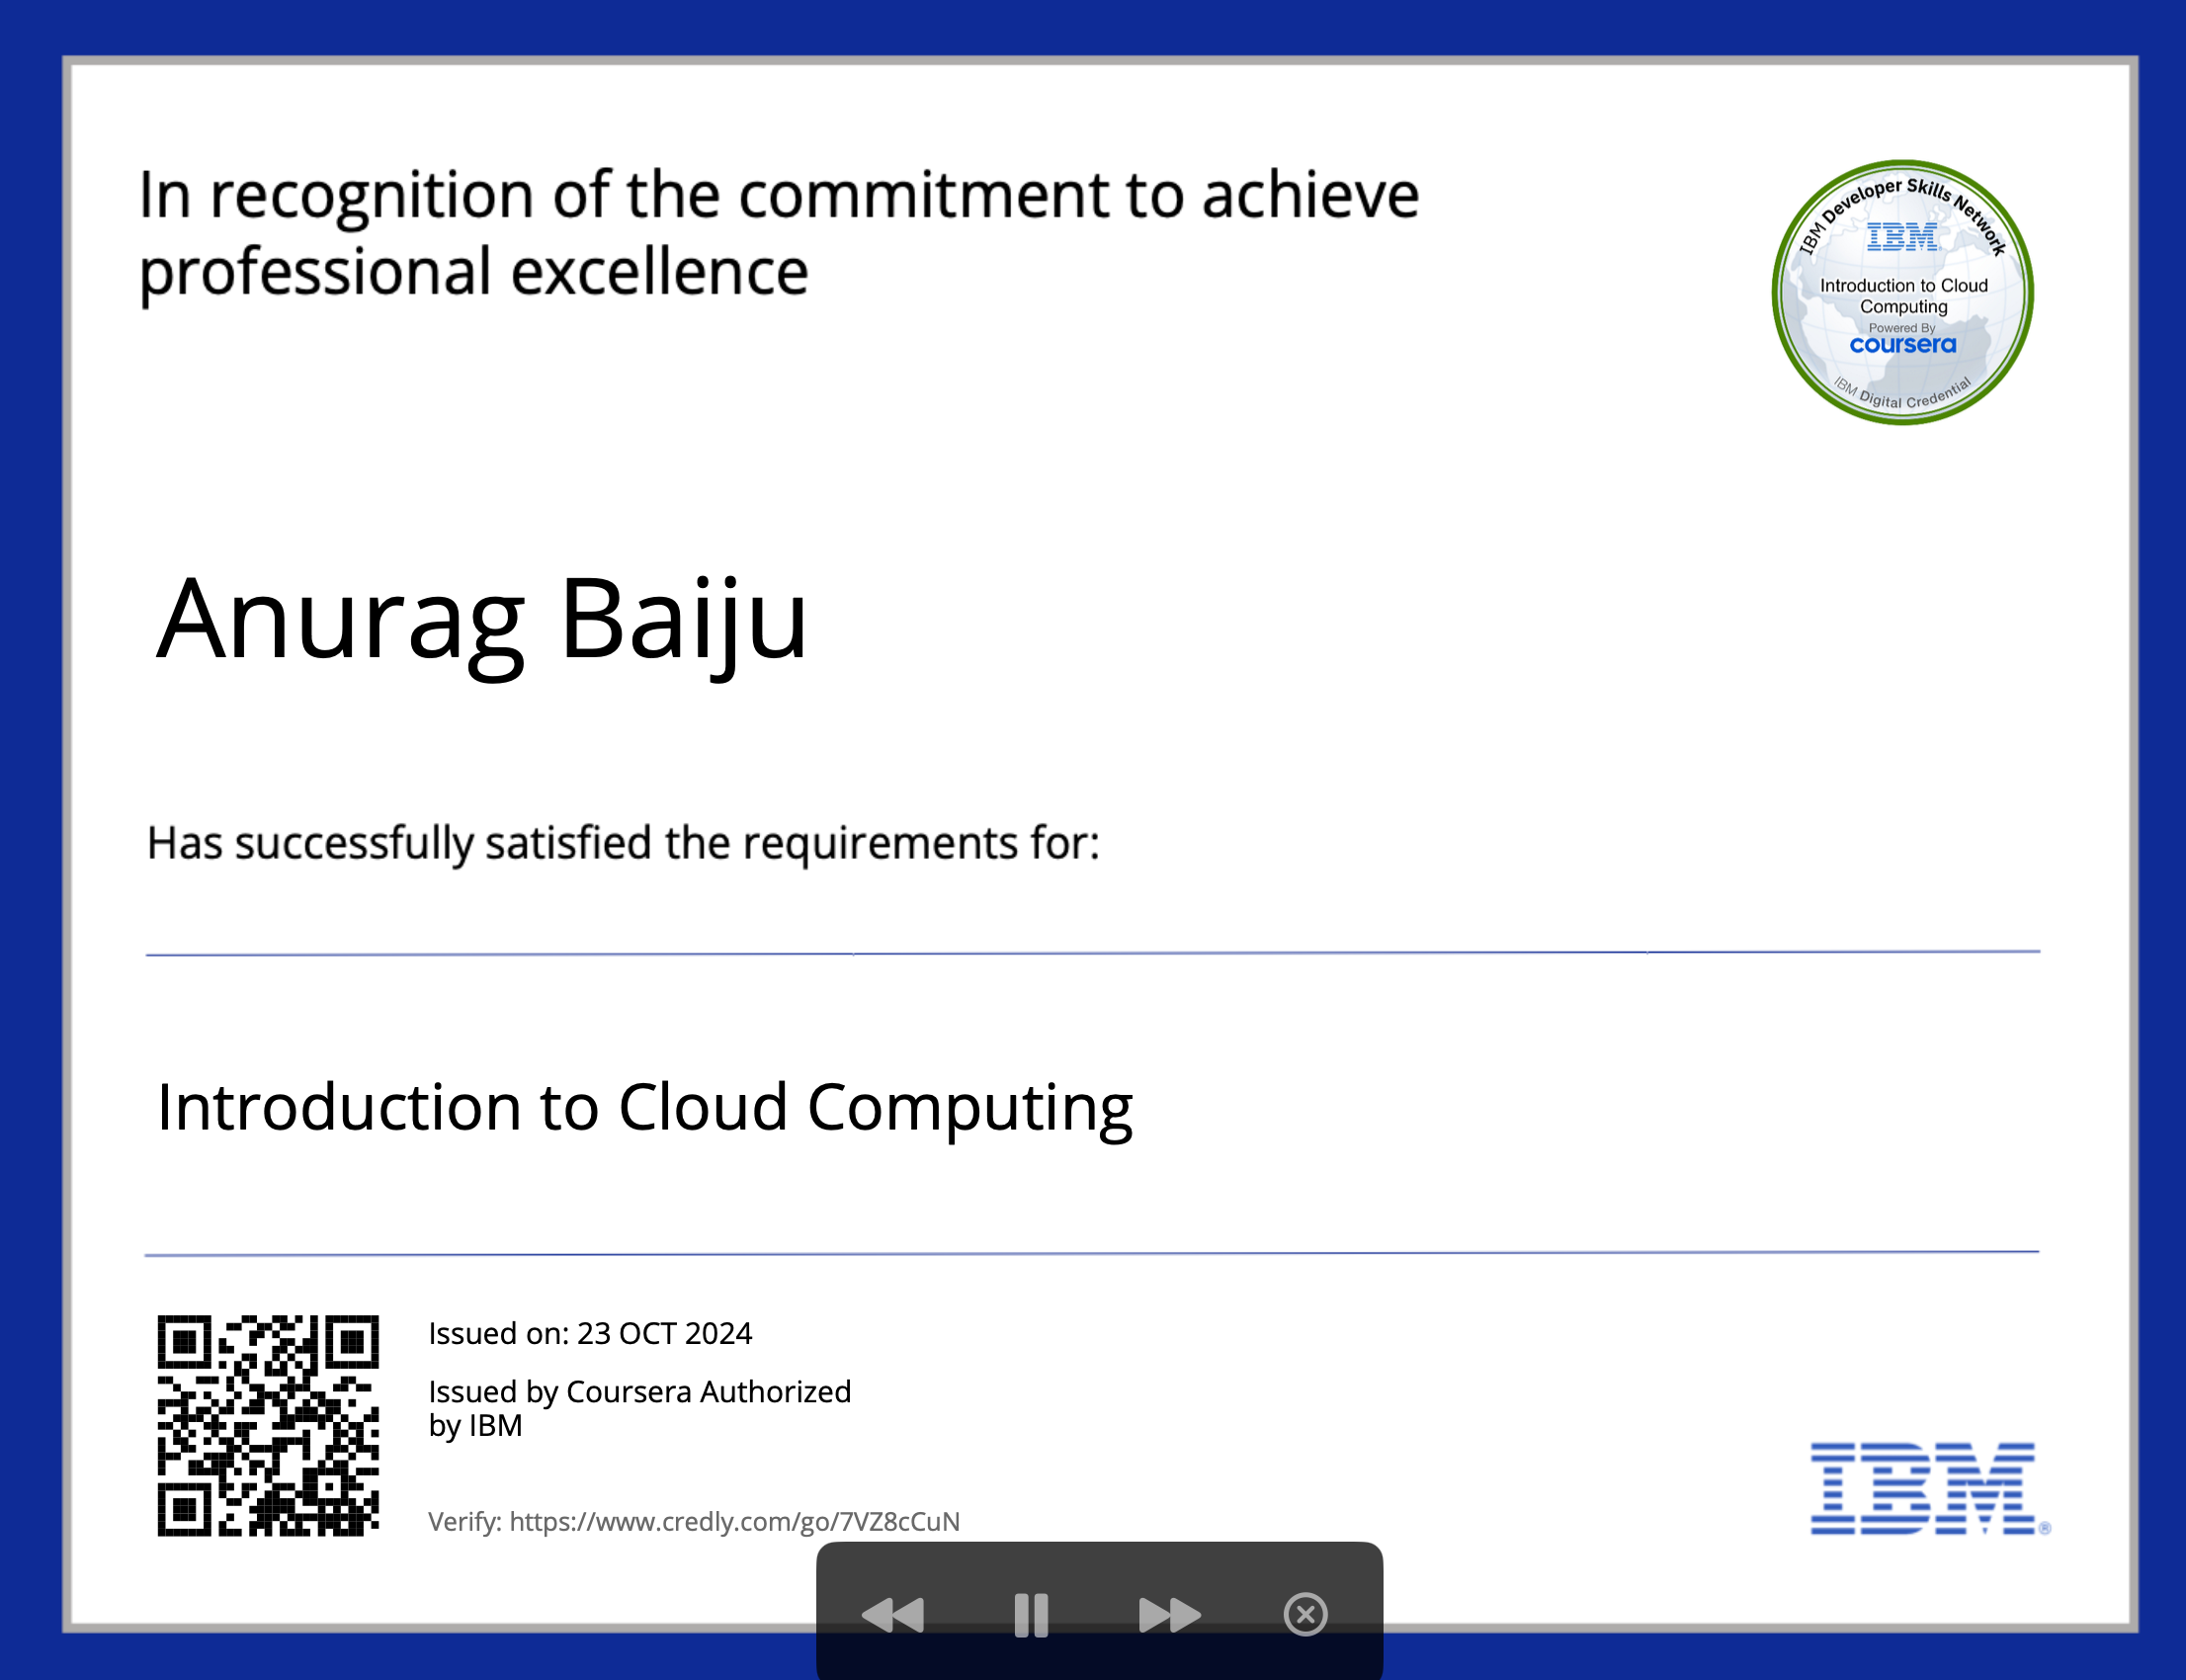 In recognition of the commitment to achieve
professional excellence
IBM Developer Skills Network
IBM
Introduction to Cloud
Computing
Powered By
coursera
IBM Digital Credential
Anurag Baiju
Has successfully satisfied the requirements for:
Introduction to Cloud Computing
Issued on: 23 OCT 2024
Issued by Coursera Authorized
by IBM
Verify: https://www.credly.com/go/7VZ8cCuN
IBM®